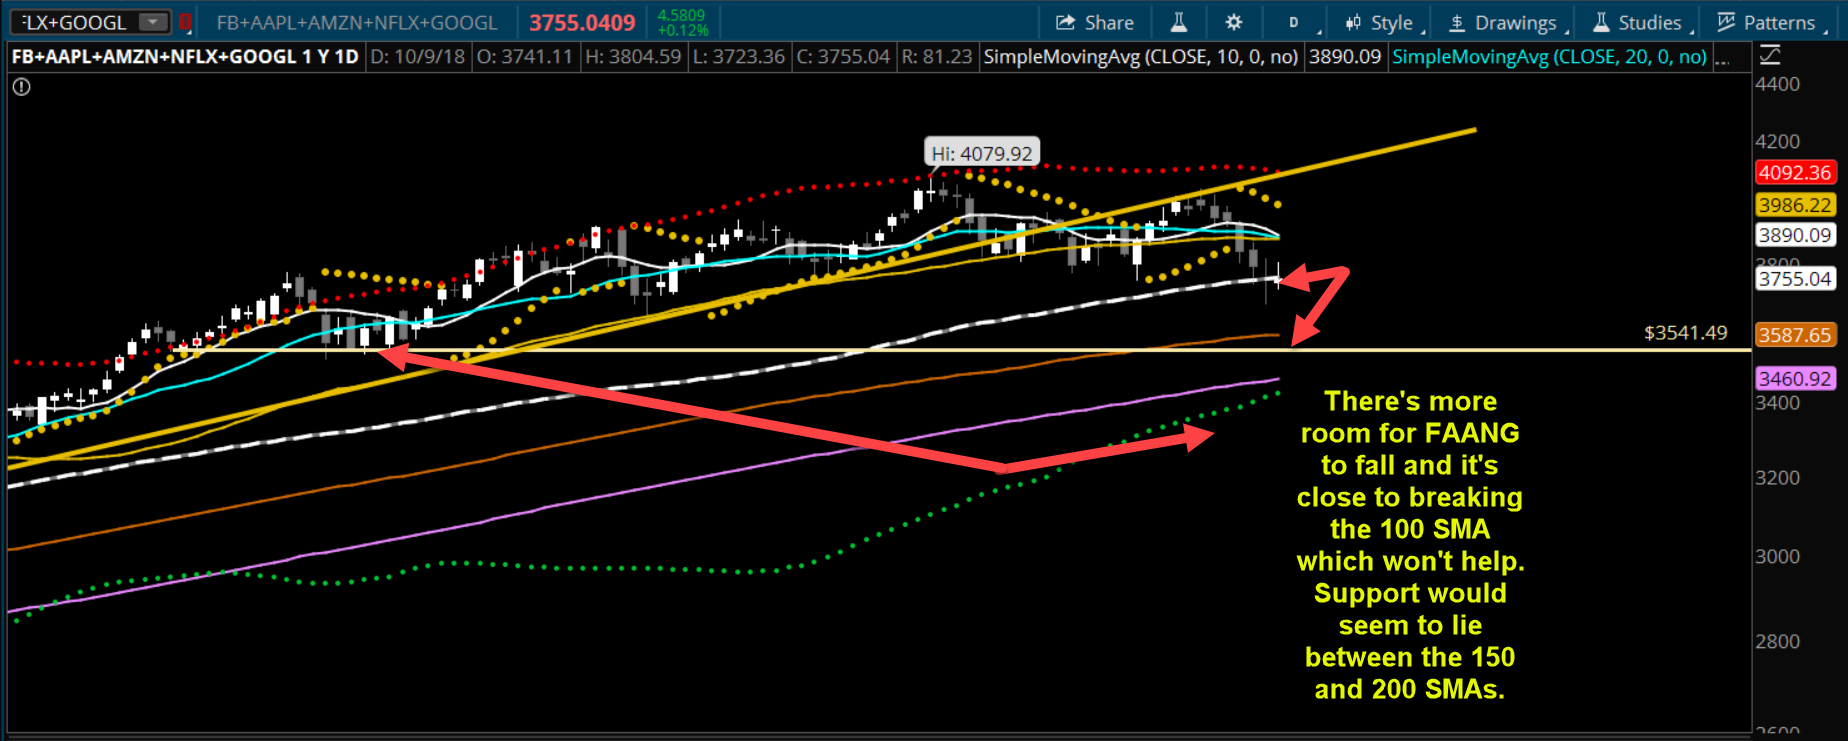 FLX+GOOGL
FB+AAPL+AMZN+NFLX+GOOGL
3755.0409
4.5809
+0.12%
Share
D
Style
Drawings
Studies
Patterns
FB+AAPL+AMZN+NFLX+GOOGL 1 Y 1D
D: 10/9/18
O: 3741.11
H: 3804.59
L: 3723.36
C: 3755.04
R: 81.23
SimpleMovingAvg (CLOSE, 10, 0, no)
3890.09
SimpleMovingAvg (CLOSE, 20, 0, no)
...
4400
4200
Hi: 4079.92
4092.36
3986.22
3890.09
3800
3755.04
$3541.49
3587.65
3460.92
3400
There's more
room for FAANG
to fall and it's
close to breaking
the 100 SMA
which won't help.
Support would
seem to lie
between the 150
and 200 SMAs.
3200
3000
2800
2600